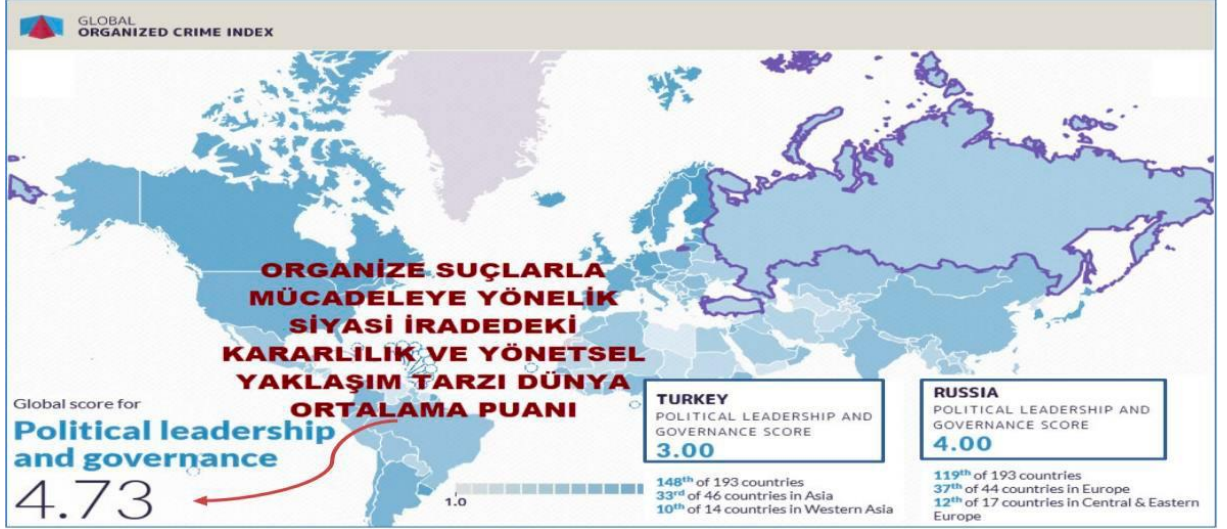 GLOBAL
ORGANIZED CRIME INDEX
ORGANİZE SUÇLARLA
MÜCADELEYE YÖNELİK
SİYASİ İRADEDEKİ
KARARLILIK VE YÖNETSEL
YAKLAŞIM TARZI DÜNYA
ORTALAMA PUANI
Global score for
Political leadership
and governance
4.73
1.0
TURKEY
POLITICAL LEADERSHIP AND
GOVERNANCE SCORE
3.00
148th of 193 countries
33rd of 46 countries in Asia
10th of 14 countries in Western Asia
RUSSIA
POLITICAL LEADERSHIP AND
GOVERNANCE SCORE
4.00
119th of 193 countries
37th of 44 countries in Europe
12th of 17 countries in Central & Eastern
Europe